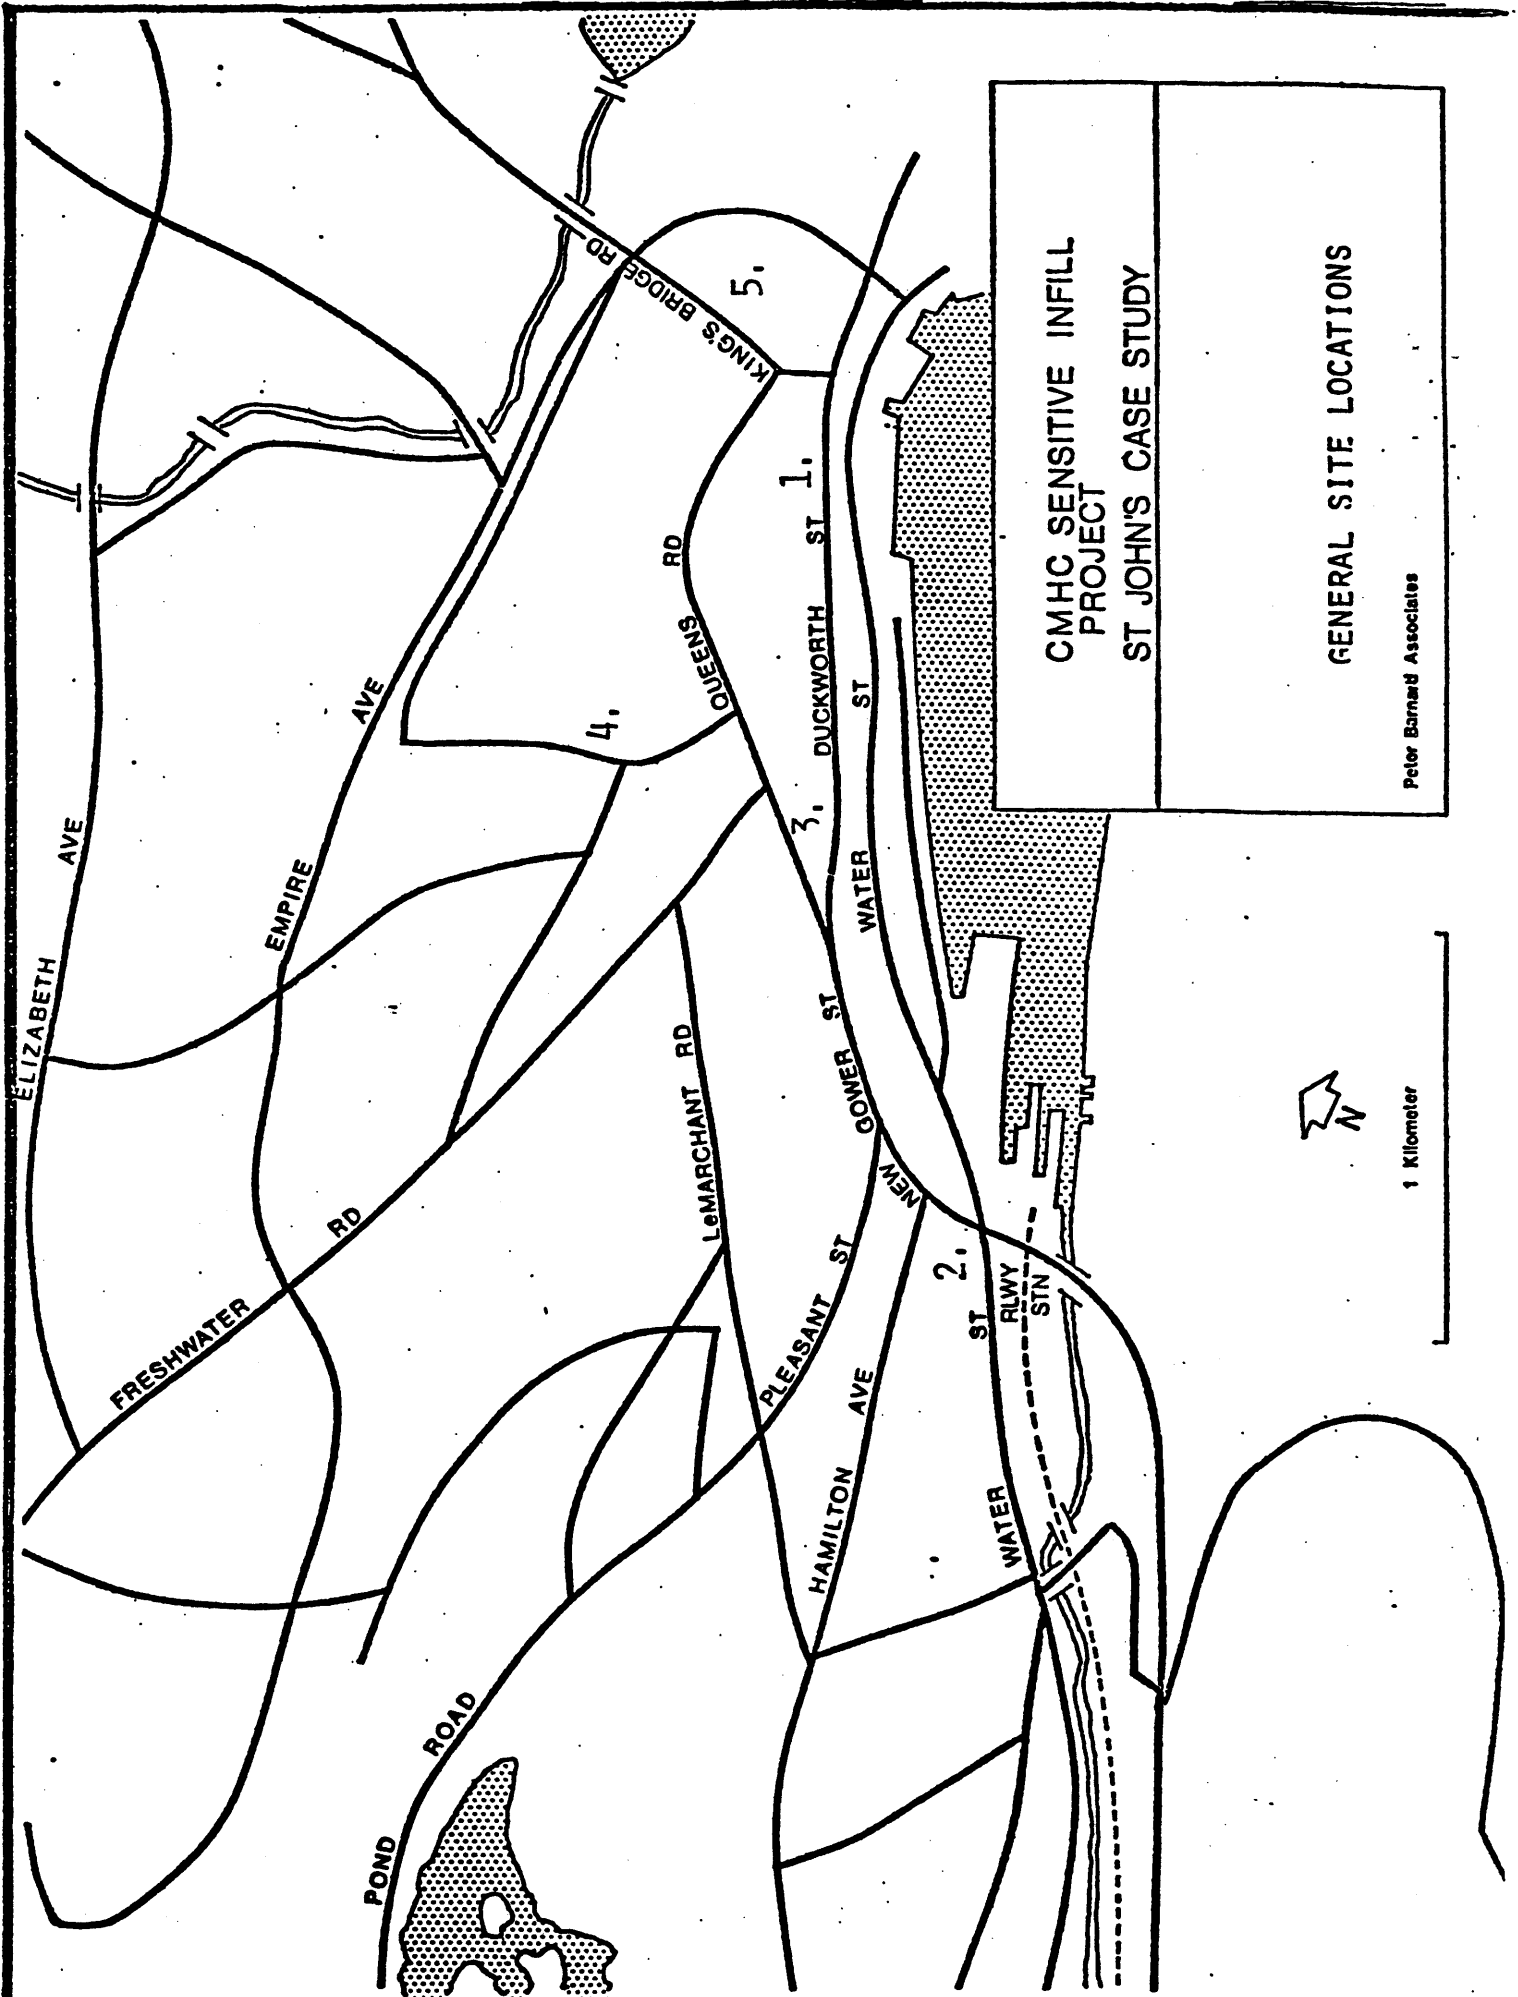 CMHC SENSITIVE INFILL
PROJECT
ST JOHN'S CASE STUDY
GENERAL SITE LOCATIONS
Peter Barnard Associates
1 Kilometer
N
ELIZABETH AVE
EMPIRE AVE
FRESHWATER RD
KING'S BRIDGE RD
QUEENS RD
DUCKWORTH ST
WATER ST
LeMARCHANT RD
NEW GOWER ST
PLEASANT ST
HAMILTON AVE
WATER ST
RLWY
STN
POND ROAD
1.
2.
3.
4.
5.